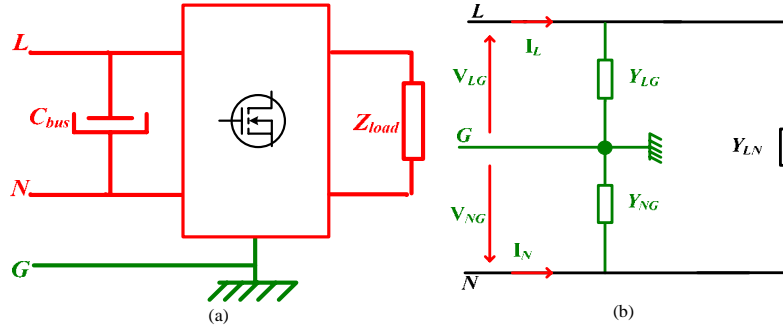 L
C_bus
Z_load
N
G
(a)
L
I_L
V_LG
Y_LG
G
Y_LN
V_NG
Y_NG
I_N
N
(b)